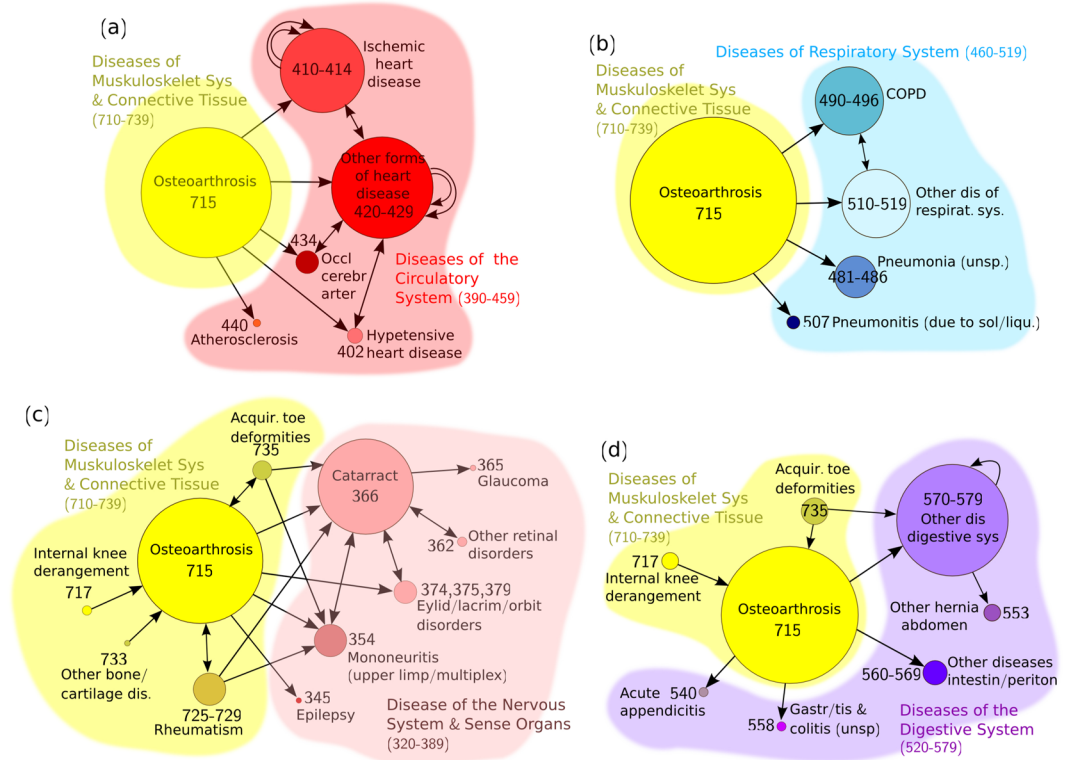 (a)
Diseases of
Muskuloskelet Sys
& Connective Tissue
(710-739)
Ischemic
heart
disease
410-414
Osteoarthrosis
715
Other forms
of heart
disease
420-429
434
Occl
cerebr
arter
Diseases of the
Circulatory
System (390-459)
440
Atherosclerosis
402
Hypetensive
heart disease
(b)
Diseases of Respiratory System (460-519)
Diseases of
Muskuloskelet Sys
& Connective Tissue
(710-739)
490-496
COPD
Osteoarthrosis
715
510-519
Other dis of
respirat. sys.
Pneumonia (unsp.)
481-486
507 Pneumonitis (due to sol/liqu.)
(c)
Acquir. toe
deformities
735
Diseases of
Muskuloskelet Sys
& Connective Tissue
(710-739)
Catarract
366
365
Glaucoma
Other retinal
362
disorders
Internal knee
derangement
717
Osteoarthrosis
715
374,375,379
Eylid/lacrim/orbit
disorders
354
Mononeuritis
(upper limp/multiplex)
733
Other bone/
cartilage dis.
725-729
Rheumatism
345
Epilepsy
Disease of the Nervous
System & Sense Organs
(320-389)
(d)
Acquir. toe
deformities
735
Diseases of
Muskuloskelet Sys
& Connective Tissue
(710-739)
570-579
Other dis
digestive sys
717
Internal knee
derangement
Osteoarthrosis
715
Other hernia
abdomen
553
560-569
Other diseases
intestin/periton
Acute
appendicitis
540
558
Gastr/tis &
colitis (unsp)
Diseases of the
Digestive System
(520-579)